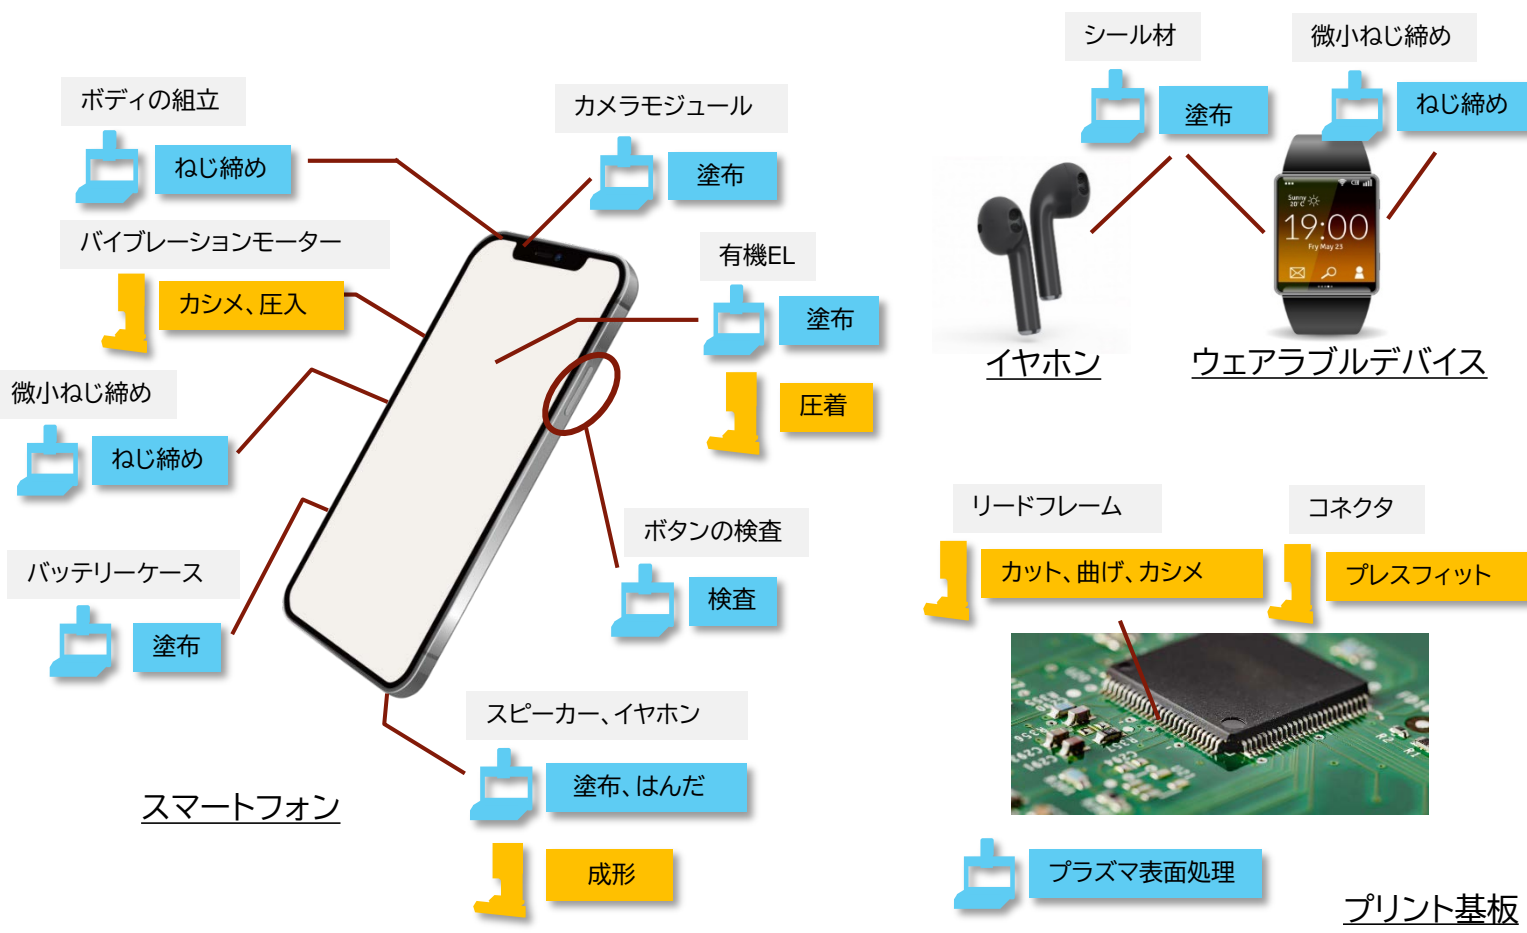 ボディの組立
ねじ締め
カメラモジュール
塗布
バイブレーションモーター
カシメ、圧入
有機EL
塗布
圧着
微小ねじ締め
ねじ締め
バッテリーケース
塗布
ボタンの検査
検査
スピーカー、イヤホン
塗布、はんだ
成形
スマートフォン
シール材
塗布
微小ねじ締め
ねじ締め
Sunny
20°C
19:00
Fry May 23
イヤホン
ウェアラブルデバイス
リードフレーム
カット、曲げ、カシメ
コネクタ
プレスフィット
R2
R1
プラズマ表面処理
プリント基板